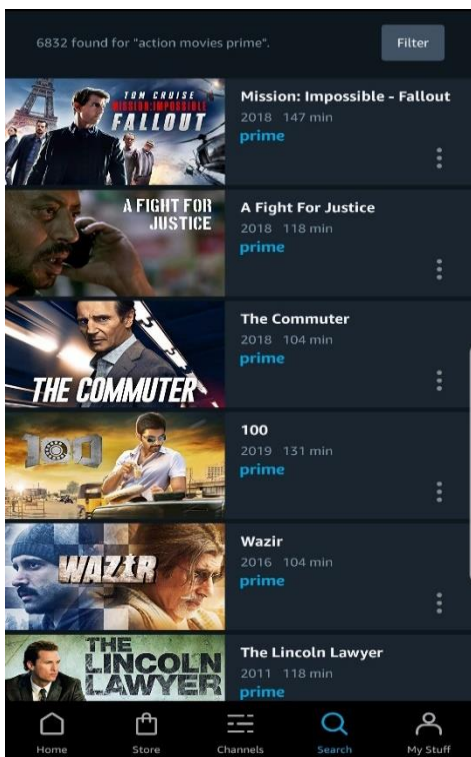 6832 found for "action movies prime".
Filter
TOM CRUISE
MISSION:IMPOSSIBLE
FALLOUT
Mission: Impossible - Fallout
2018 147 min
prime
A FIGHT FOR
JUSTICE
A Fight For Justice
2018 118 min
prime
THE COMMUTER
The Commuter
2018 104 min
prime
100
100
2019 131 min
prime
WAZIR
Wazir
2016 104 min
prime
THE
LINCOLN
LAWYER
The Lincoln Lawyer
2011 118 min
prime
Home
Store
Channels
Search
My Stuff